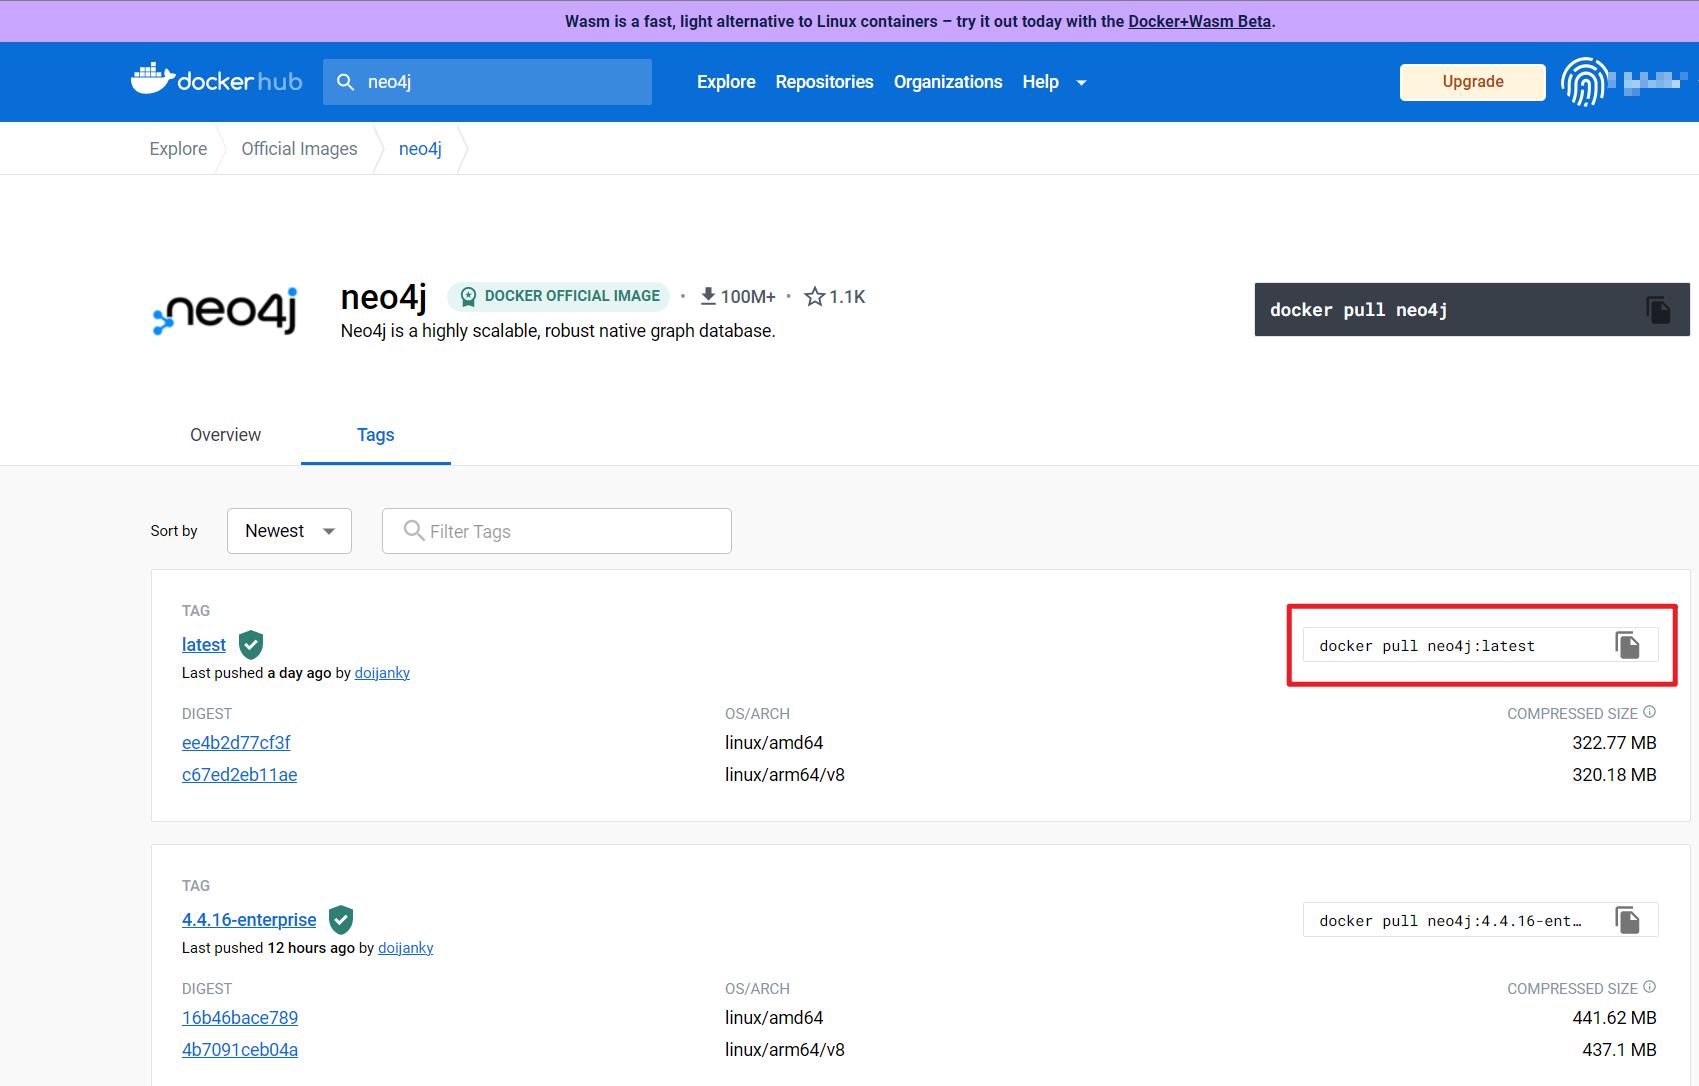 Wasm is a fast, light alternative to Linux containers – try it out today with the Docker+Wasm Beta.
docker hub
neo4j
Explore
Repositories
Organizations
Help
Upgrade
Explore
Official Images
neo4j
neo4j
neo4j
DOCKER OFFICIAL IMAGE
•
100M+
•
1.1K
Neo4j is a highly scalable, robust native graph database.
docker pull neo4j
Overview
Tags
Sort by
Newest
Filter Tags
TAG
latest
docker pull neo4j:latest
Last pushed a day ago by doijanky
DIGEST
OS/ARCH
COMPRESSED SIZE
ee4b2d77cf3f
linux/amd64
322.77 MB
c67ed2eb11ae
linux/arm64/v8
320.18 MB
TAG
4.4.16-enterprise
docker pull neo4j:4.4.16-ent…
Last pushed 12 hours ago by doijanky
DIGEST
OS/ARCH
COMPRESSED SIZE
16b46bace789
linux/amd64
441.62 MB
4b7091ceb04a
linux/arm64/v8
437.1 MB